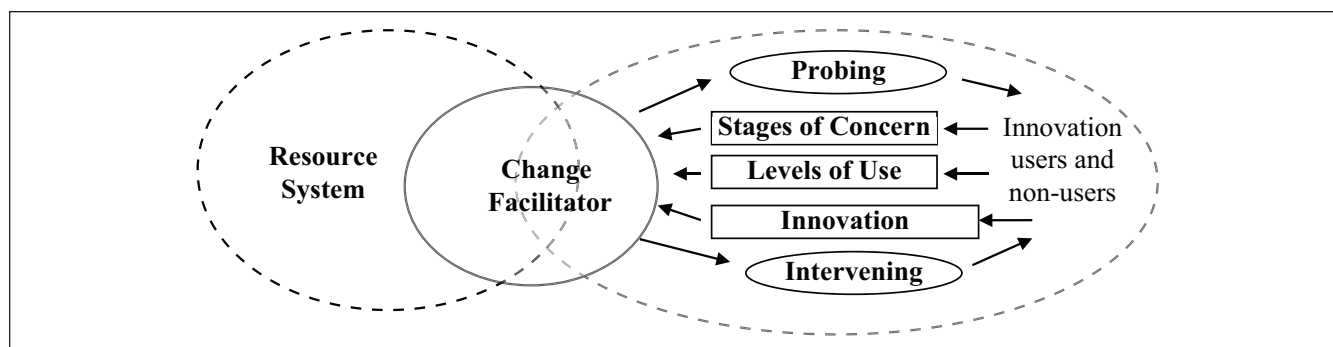 Resource
System
Change
Facilitator
Probing
Stages of Concern
Levels of Use
Innovation
Intervening
Innovation
users and
non-users